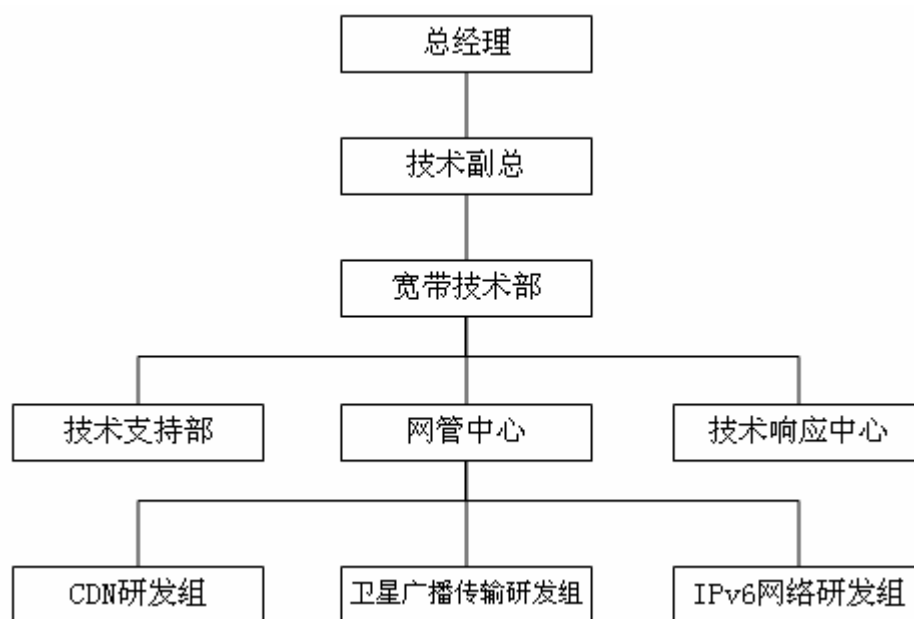 总经理
技术副总
宽带技术部
技术支持部
网管中心
技术响应中心
CDN研发组
卫星广播传输研发组
IPv6网络研发组